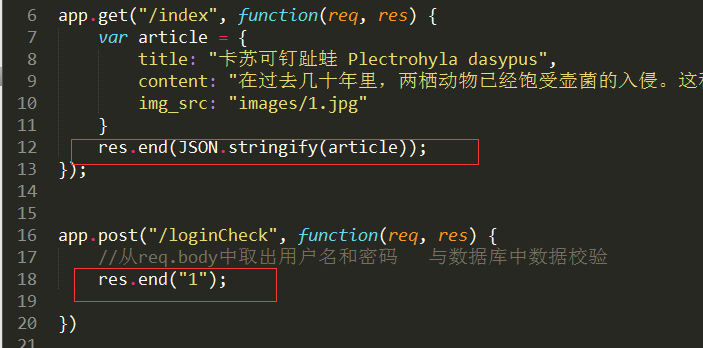 6 app.get("/index", function(req, res) {
7 var article = {
8 title: "卡苏可钉趾蛙 Plectrohyla dasypus",
9 content: "在过去几十年里，两栖动物已经饱受壶菌的入侵。这种
10 img_src: "images/1.jpg"
11 }
12 res.end(JSON.stringify(article));
13 });
14
15
16 app.post("/loginCheck", function(req, res) {
17 //从req.body中取出用户名和密码 与数据库中数据校验
18 res.end("1");
19
20 })
21